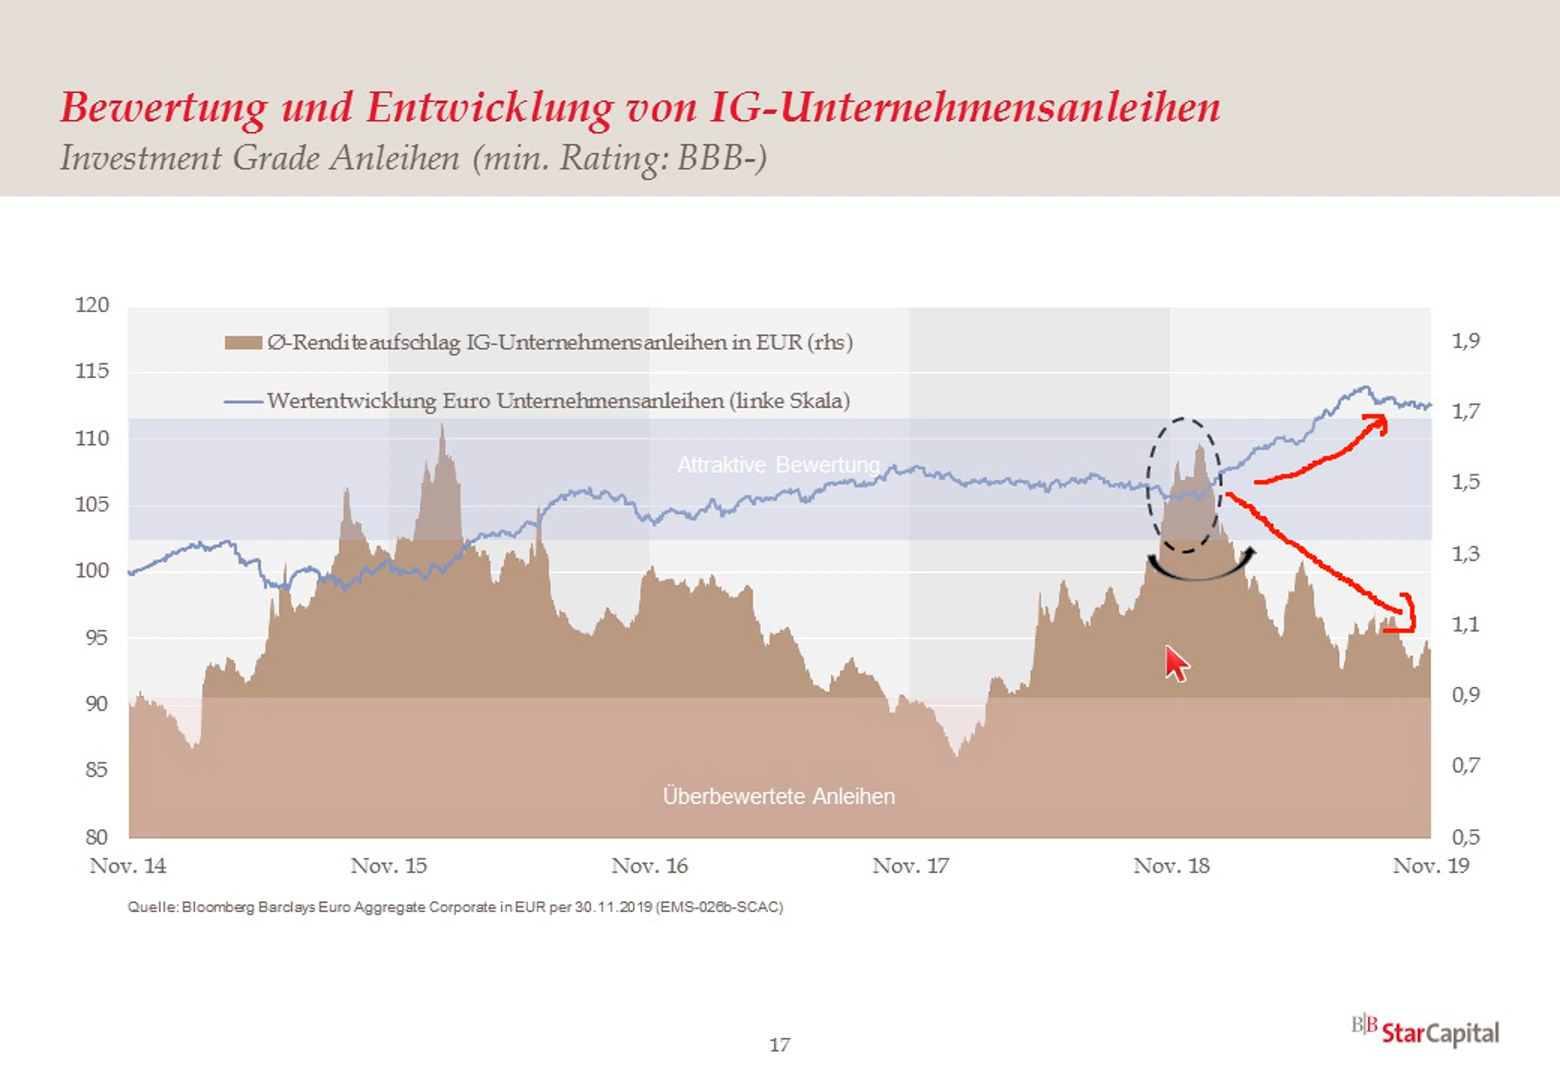 Bewertung und Entwicklung von IG-Unternehmensanleihen
Investment Grade Anleihen (min. Rating: BBB-)
120
115
110
105
100
95
90
85
80
Ø-Renditeaufschlag IG-Unternehmensanleihen in EUR (rhs)
Wertentwicklung Euro Unternehmensanleihen (linke Skala)
Attraktive Bewertung
Überbewertete Anleihen
1,9
1,7
1,5
1,3
1,1
0,9
0,7
0,5
Nov. 14 Nov. 15 Nov. 16 Nov. 17 Nov. 18 Nov. 19
Quelle: Bloomberg Barclays Euro Aggregate Corporate in EUR per 30.11.2019 (EMS-026b-SCAC)
17
B|B StarCapital